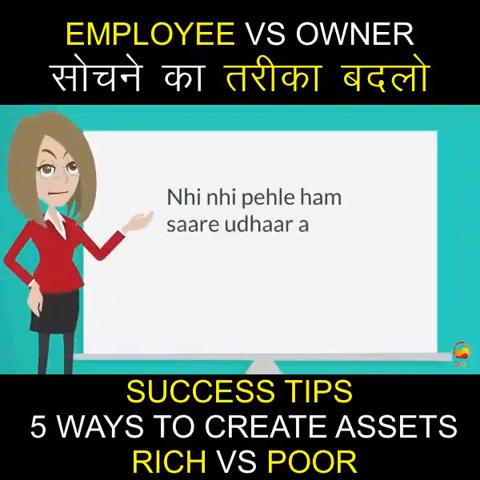 EMPLOYEE VS OWNER
सोचने का तरीका बदलो
Nhi nhi pehle ham
saare udhaar a
SUCCESS TIPS
5 WAYS TO CREATE ASSETS
RICH VS POOR